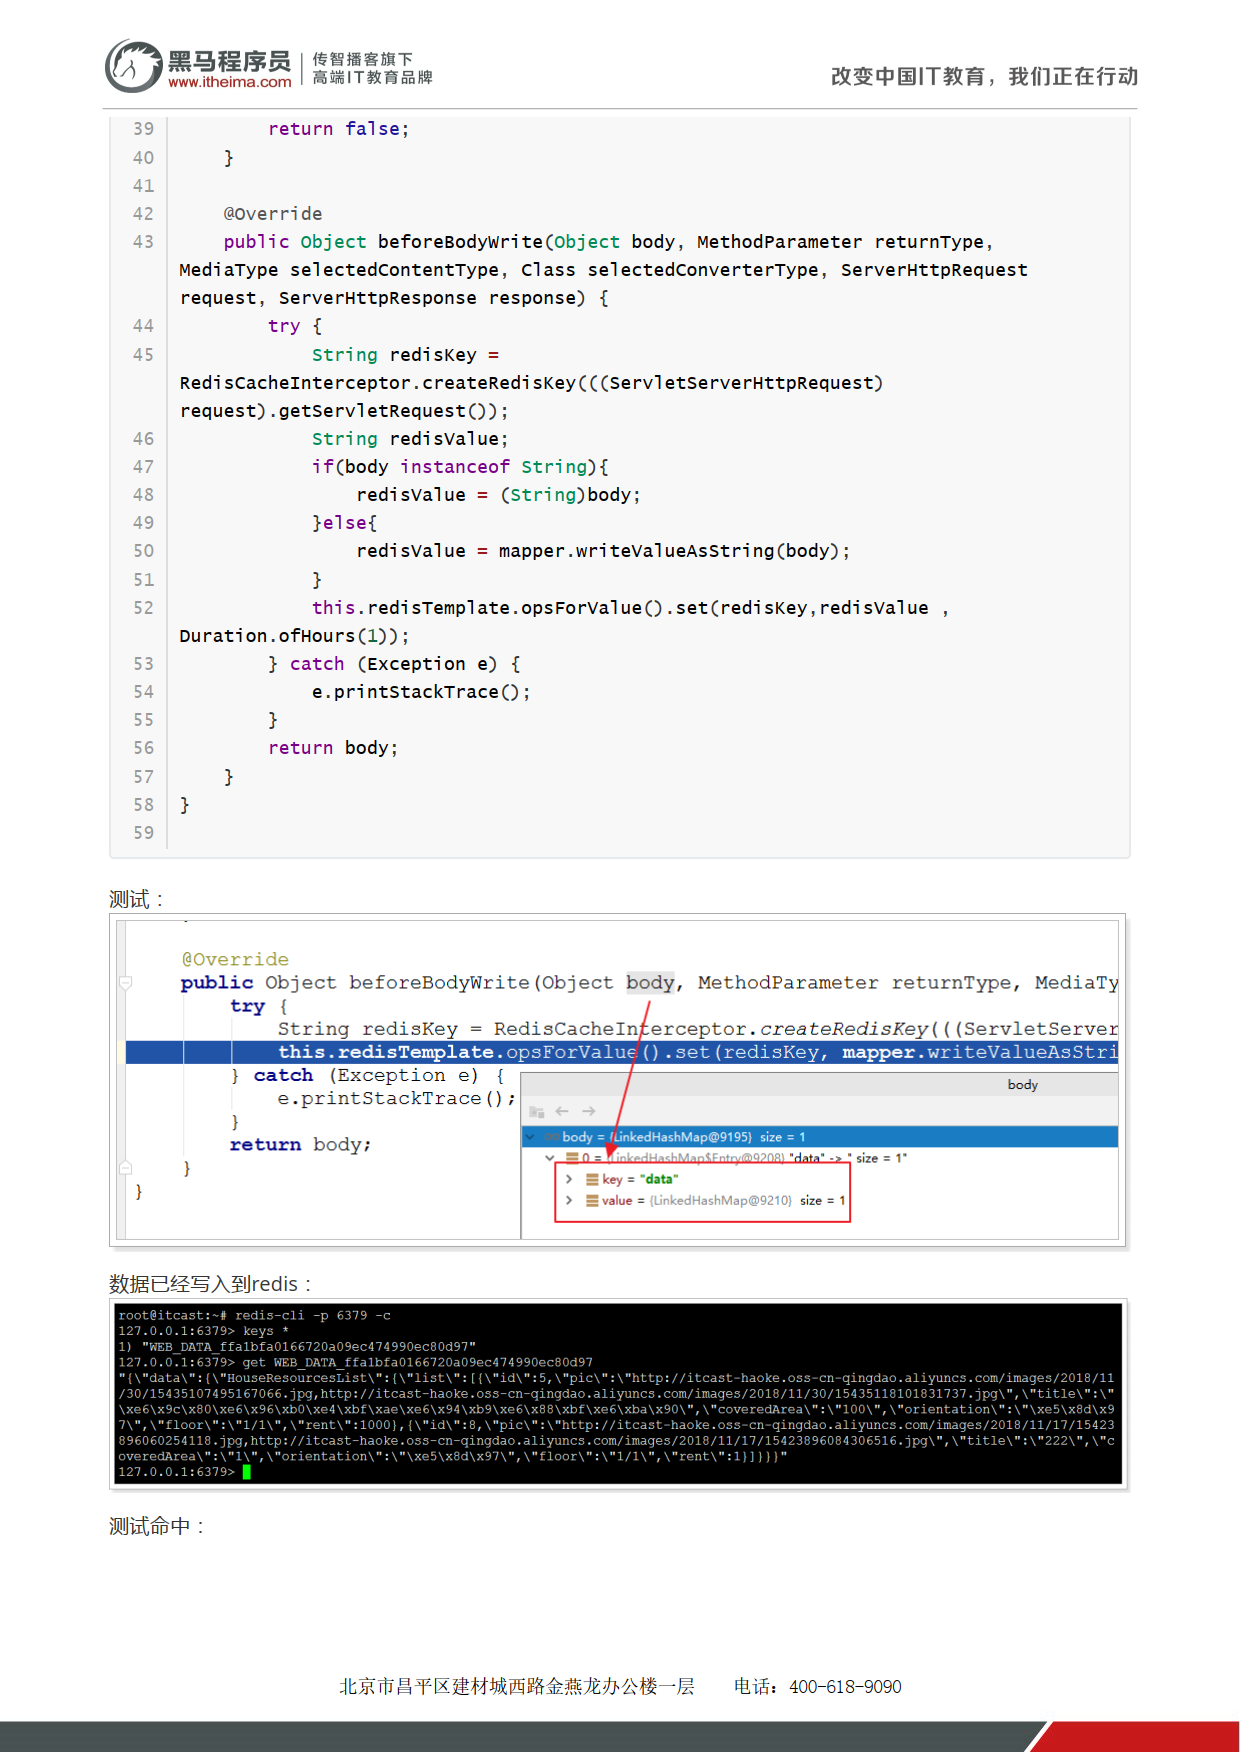 黑马程序员
www.itheima.com
传智播客旗下
高端IT教育品牌
改变中国IT教育，我们正在行动
39 return false;
40 }
41
42 @Override
43 public Object beforeBodyWrite(Object body, MethodParameter returnType,
MediaType selectedContentType, Class selectedConverterType, ServerHttpRequest
request, ServerHttpResponse response) {
44 try {
45 String redisKey =
RedisCacheInterceptor.createRedisKey(((ServletServerHttpRequest)
request).getServletRequest());
46 String redisValue;
47 if(body instanceof String){
48 redisValue = (String)body;
49 }else{
50 redisValue = mapper.writeValueAsString(body);
51 }
52 this.redisTemplate.opsForValue().set(redisKey,redisValue ,
Duration.ofHours(1));
53 } catch (Exception e) {
54 e.printStackTrace();
55 }
56 return body;
57 }
58 }
59
测试：
@Override
public Object beforeBodyWrite(Object body, MethodParameter returnType, MediaTy
try {
String redisKey = RedisCacheInterceptor.createRedisKey(((ServletServer
this.redisTemplate.opsForValue().set(redisKey, mapper.writeValueAsStri
} catch (Exception e) {
e.printStackTrace();
}
return body;
}
}
body
body = {LinkedHashMap@9195} size = 1
0 = {LinkedHashMap$Entry@9208} "data" -> " size = 1"
key = "data"
value = {LinkedHashMap@9210} size = 1
数据已经写入到redis：
root@itcast:~# redis-cli -p 6379 -c
127.0.0.1:6379> keys *
1) "WEB_DATA_ffa1bfa0166720a09ec474990ec80d97"
127.0.0.1:6379> get WEB_DATA_ffa1bfa0166720a09ec474990ec80d97
"{\"data\":{\"HouseResourcesList\":{\"list\":[{\"id\":5,\"pic\":\"http://itcast-haoke.oss-cn-qingdao.aliyuncs.com/images/2018/11
/30/15435107495167066.jpg,http://itcast-haoke.oss-cn-qingdao.aliyuncs.com/images/2018/11/30/15435118101831737.jpg\",\"title\":\"
\xe6\x9c\x80\xe6\x96\xb0\xe4\xbf\xae\xe6\x94\xb9\xe6\x88\xbf\xe6\xba\x90\",\"coveredArea\":\"100\",\"orientation\":\"\xe5\x8d\x9
7\",\"floor\":\"1/1\",\"rent\":1000},{\"id\":8,\"pic\":\"http://itcast-haoke.oss-cn-qingdao.aliyuncs.com/images/2018/11/17/15423
896060254118.jpg,http://itcast-haoke.oss-cn-qingdao.aliyuncs.com/images/2018/11/17/15423896084306516.jpg\",\"title\":\"222\",\"c
overedArea\":\"1\",\"orientation\":\"\xe5\x8d\x97\",\"floor\":\"1/1\",\"rent\":1}]}}}"
127.0.0.1:6379>
测试命中：
北京市昌平区建材城西路金燕龙办公楼一层 电话：400-618-9090